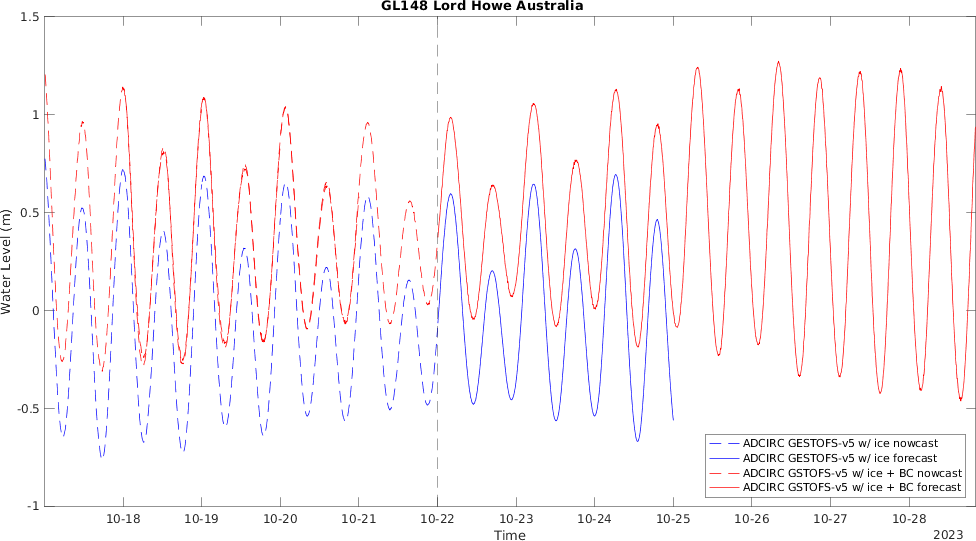 GL148 Lord Howe Australia
1.5
1
0.5
0
-0.5
-1
Water Level (m)
10-18 10-19 10-20 10-21 10-22 10-23 10-24 10-25 10-26 10-27 10-28
Time
2023
ADCIRC GESTOFS-v5 w/ ice nowcast
ADCIRC GESTOFS-v5 w/ ice forecast
ADCIRC GSTOFS-v5 w/ ice + BC nowcast
ADCIRC GSTOFS-v5 w/ ice + BC forecast